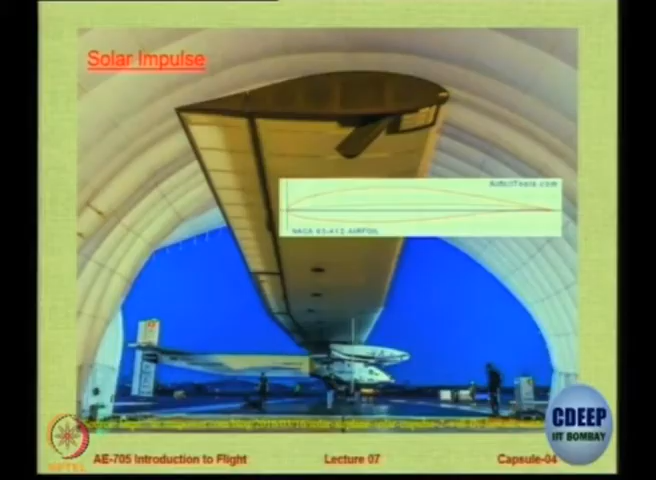 Solar Impulse
AirfoilTools.com
NACA 63-412 AIRFOIL
CDEEP
IIT BOMBAY
NPTEL
AE-705 Introduction to Flight
Lecture 07
Capsule-04